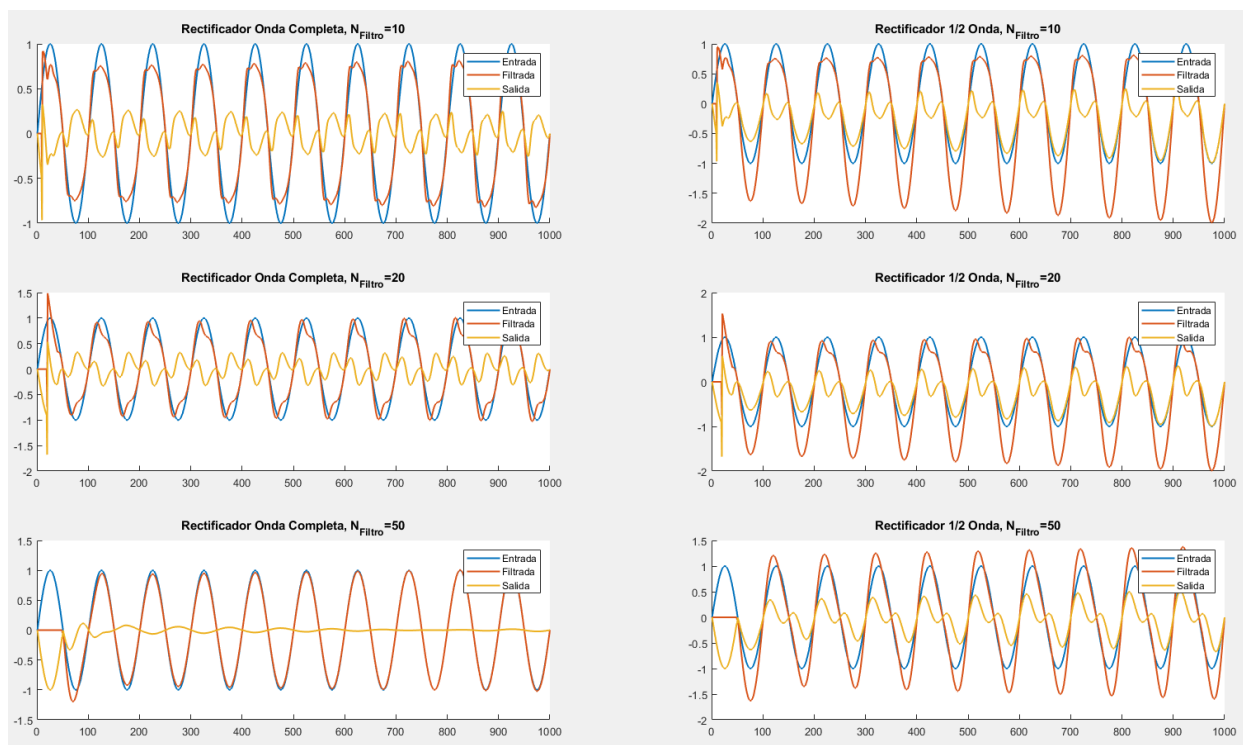 Rectificador Onda Completa, N_Filtro=10
1
0.5
0
-0.5
-1
0 100 200 300 400 500 600 700 800 900 1000
Entrada
Filtrada
Salida
Rectificador 1/2 Onda, N_Filtro=10
1
0.5
0
-0.5
-1
-1.5
-2
0 100 200 300 400 500 600 700 800 900 1000
Entrada
Filtrada
Salida
Rectificador Onda Completa, N_Filtro=20
1.5
1
0.5
0
-0.5
-1
-1.5
-2
0 100 200 300 400 500 600 700 800 900 1000
Entrada
Filtrada
Salida
Rectificador 1/2 Onda, N_Filtro=20
2
1
0
-1
-2
0 100 200 300 400 500 600 700 800 900 1000
Entrada
Filtrada
Salida
Rectificador Onda Completa, N_Filtro=50
1.5
1
0.5
0
-0.5
-1
-1.5
0 100 200 300 400 500 600 700 800 900 1000
Entrada
Filtrada
Salida
Rectificador 1/2 Onda, N_Filtro=50
1.5
1
0.5
0
-0.5
-1
-1.5
-2
0 100 200 300 400 500 600 700 800 900 1000
Entrada
Filtrada
Salida